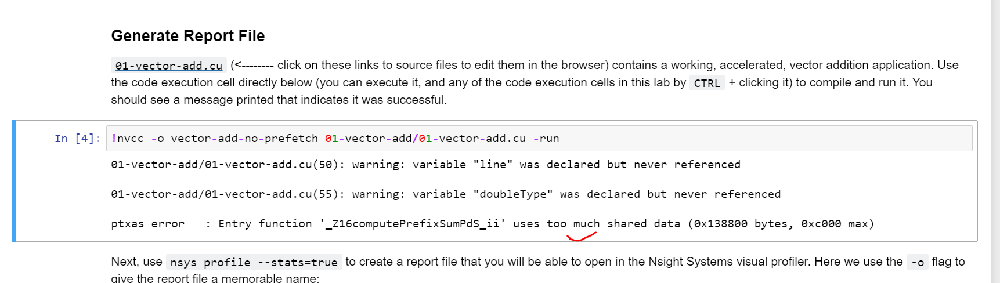 Generate Report File
01-vector-add.cu (<-------- click on these links to source files to edit them in the browser) contains a working, accelerated, vector addition application. Use
the code execution cell directly below (you can execute it, and any of the code execution cells in this lab by CTRL + clicking it) to compile and run it. You
should see a message printed that indicates it was successful.
In [4]: !nvcc -o vector-add-no-prefetch 01-vector-add/01-vector-add.cu -run
01-vector-add/01-vector-add.cu(50): warning: variable "line" was declared but never referenced
01-vector-add/01-vector-add.cu(55): warning: variable "doubleType" was declared but never referenced
ptxas error   : Entry function '_Z16computePrefixSumPdS_ii' uses too much shared data (0x138800 bytes, 0xc000 max)
Next, use nsys profile --stats=true to create a report file that you will be able to open in the Nsight Systems visual profiler. Here we use the -o flag to
give the report file a memorable name: